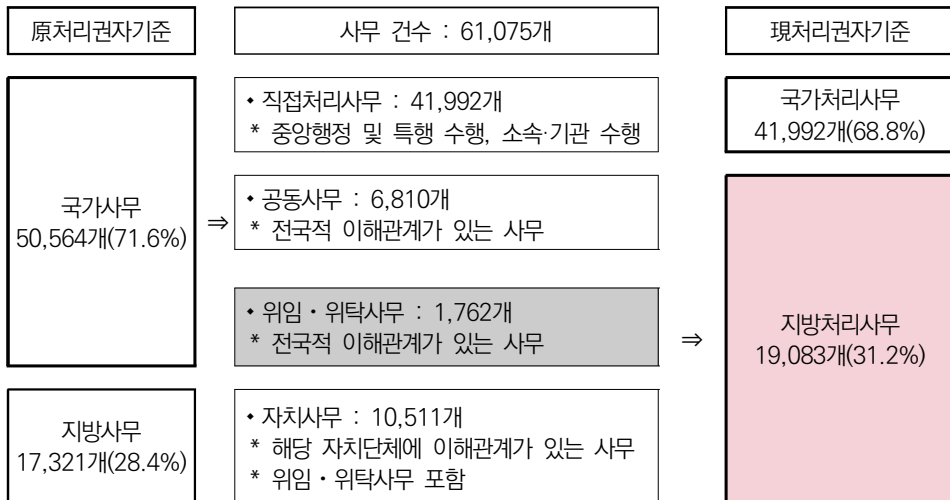 原처리권자기준
사무 건수 : 61,075개
現처리권자기준
국가사무
50,564개(71.6%)
⇒
◆ 직접처리사무 : 41,992개
* 중앙행정 및 특행 수행, 소속·기관 수행
◆ 공동사무 : 6,810개
* 전국적 이해관계가 있는 사무
◆ 위임・위탁사무 : 1,762개
* 전국적 이해관계가 있는 사무
⇒
국가처리사무
41,992개(68.8%)
지방처리사무
19,083개(31.2%)
지방사무
17,321개(28.4%)
◆ 자치사무 : 10,511개
* 해당 자치단체에 이해관계가 있는 사무
* 위임・위탁사무 포함